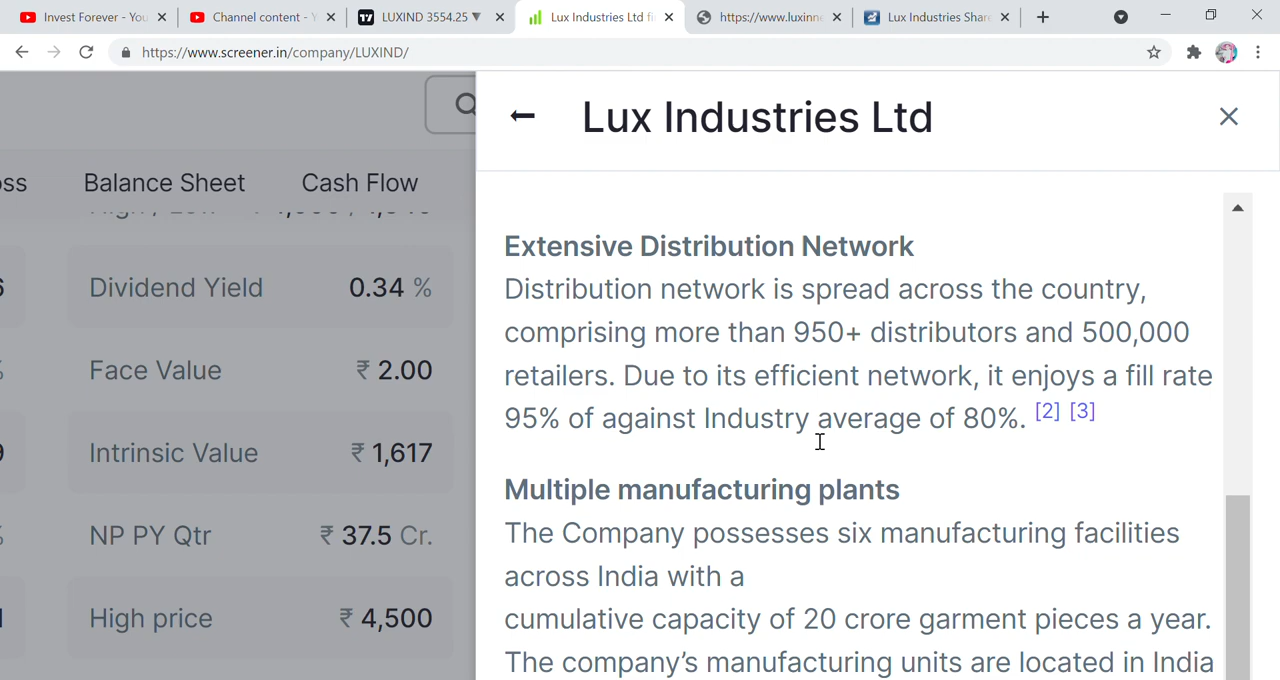 Invest Forever - You
Channel content - Y
LUXIND 3554.25 ▼
Lux Industries Ltd fi
https://www.luxinne
Lux Industries Share
https://www.screener.in/company/LUXIND/
Lux Industries Ltd
oss Balance Sheet Cash Flow
Extensive Distribution Network
Dividend Yield 0.34 %
Distribution network is spread across the country,
comprising more than 950+ distributors and 500,000
Face Value ₹ 2.00
retailers. Due to its efficient network, it enjoys a fill rate
95% of against Industry average of 80%. [2] [3]
Intrinsic Value ₹ 1,617
Multiple manufacturing plants
NP PY Qtr ₹ 37.5 Cr.
The Company possesses six manufacturing facilities
across India with a
High price ₹ 4,500
cumulative capacity of 20 crore garment pieces a year.
The company's manufacturing units are located in India